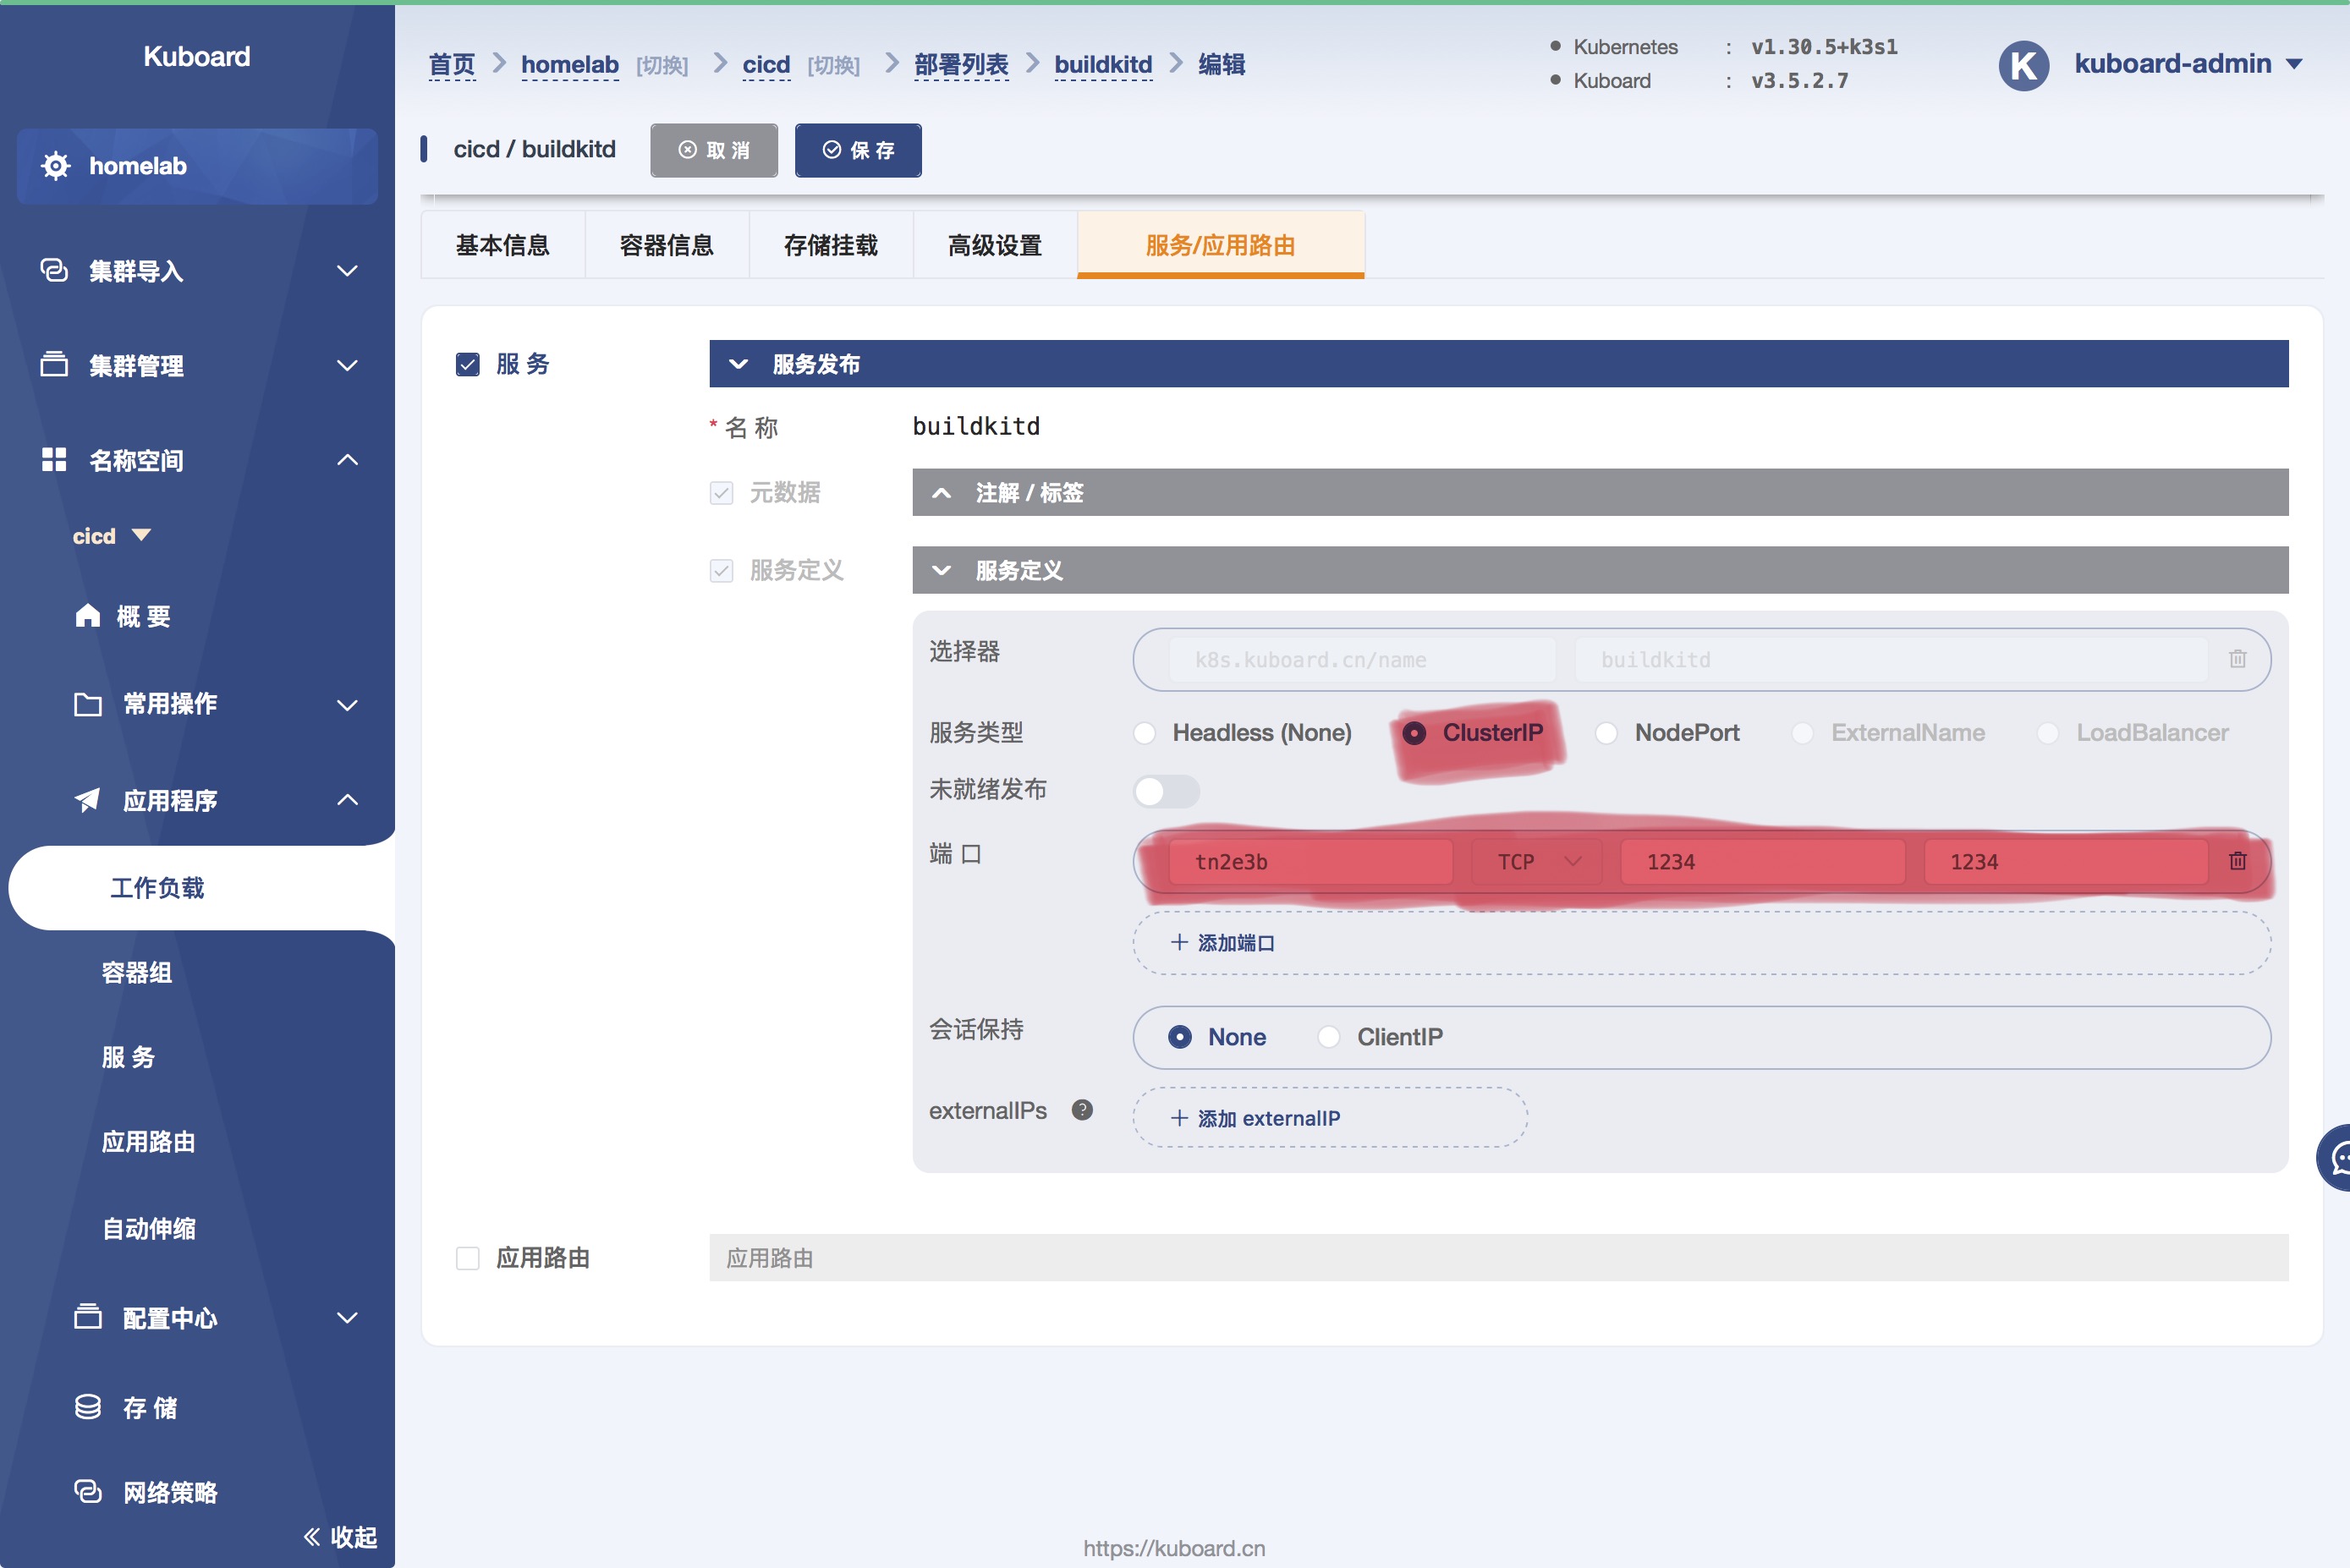 Kuboard
homelab
集群导入
集群管理
名称空间
cicd
概 要
常用操作
应用程序
工作负载
容器组
服 务
应用路由
自动伸缩
配置中心
存 储
网络策略
收起
首页 homelab [切换] cicd [切换] 部署列表 buildkitd 编辑
Kubernetes : v1.30.5+k3s1
Kuboard : v3.5.2.7
K kuboard-admin
cicd / buildkitd 取 消 保 存
基本信息 容器信息 存储挂载 高级设置 服务/应用路由
服 务 服务发布
* 名 称 buildkitd
元数据 注解 / 标签
服务定义 服务定义
选择器 k8s.kuboard.cn/name buildkitd
服务类型 Headless (None) ClusterIP NodePort ExternalName LoadBalancer
未就绪发布
端 口 tn2e3b TCP 1234 1234
+ 添加端口
会话保持 None ClientIP
externalIPs ? + 添加 externalIP
应用路由 应用路由
https://kuboard.cn